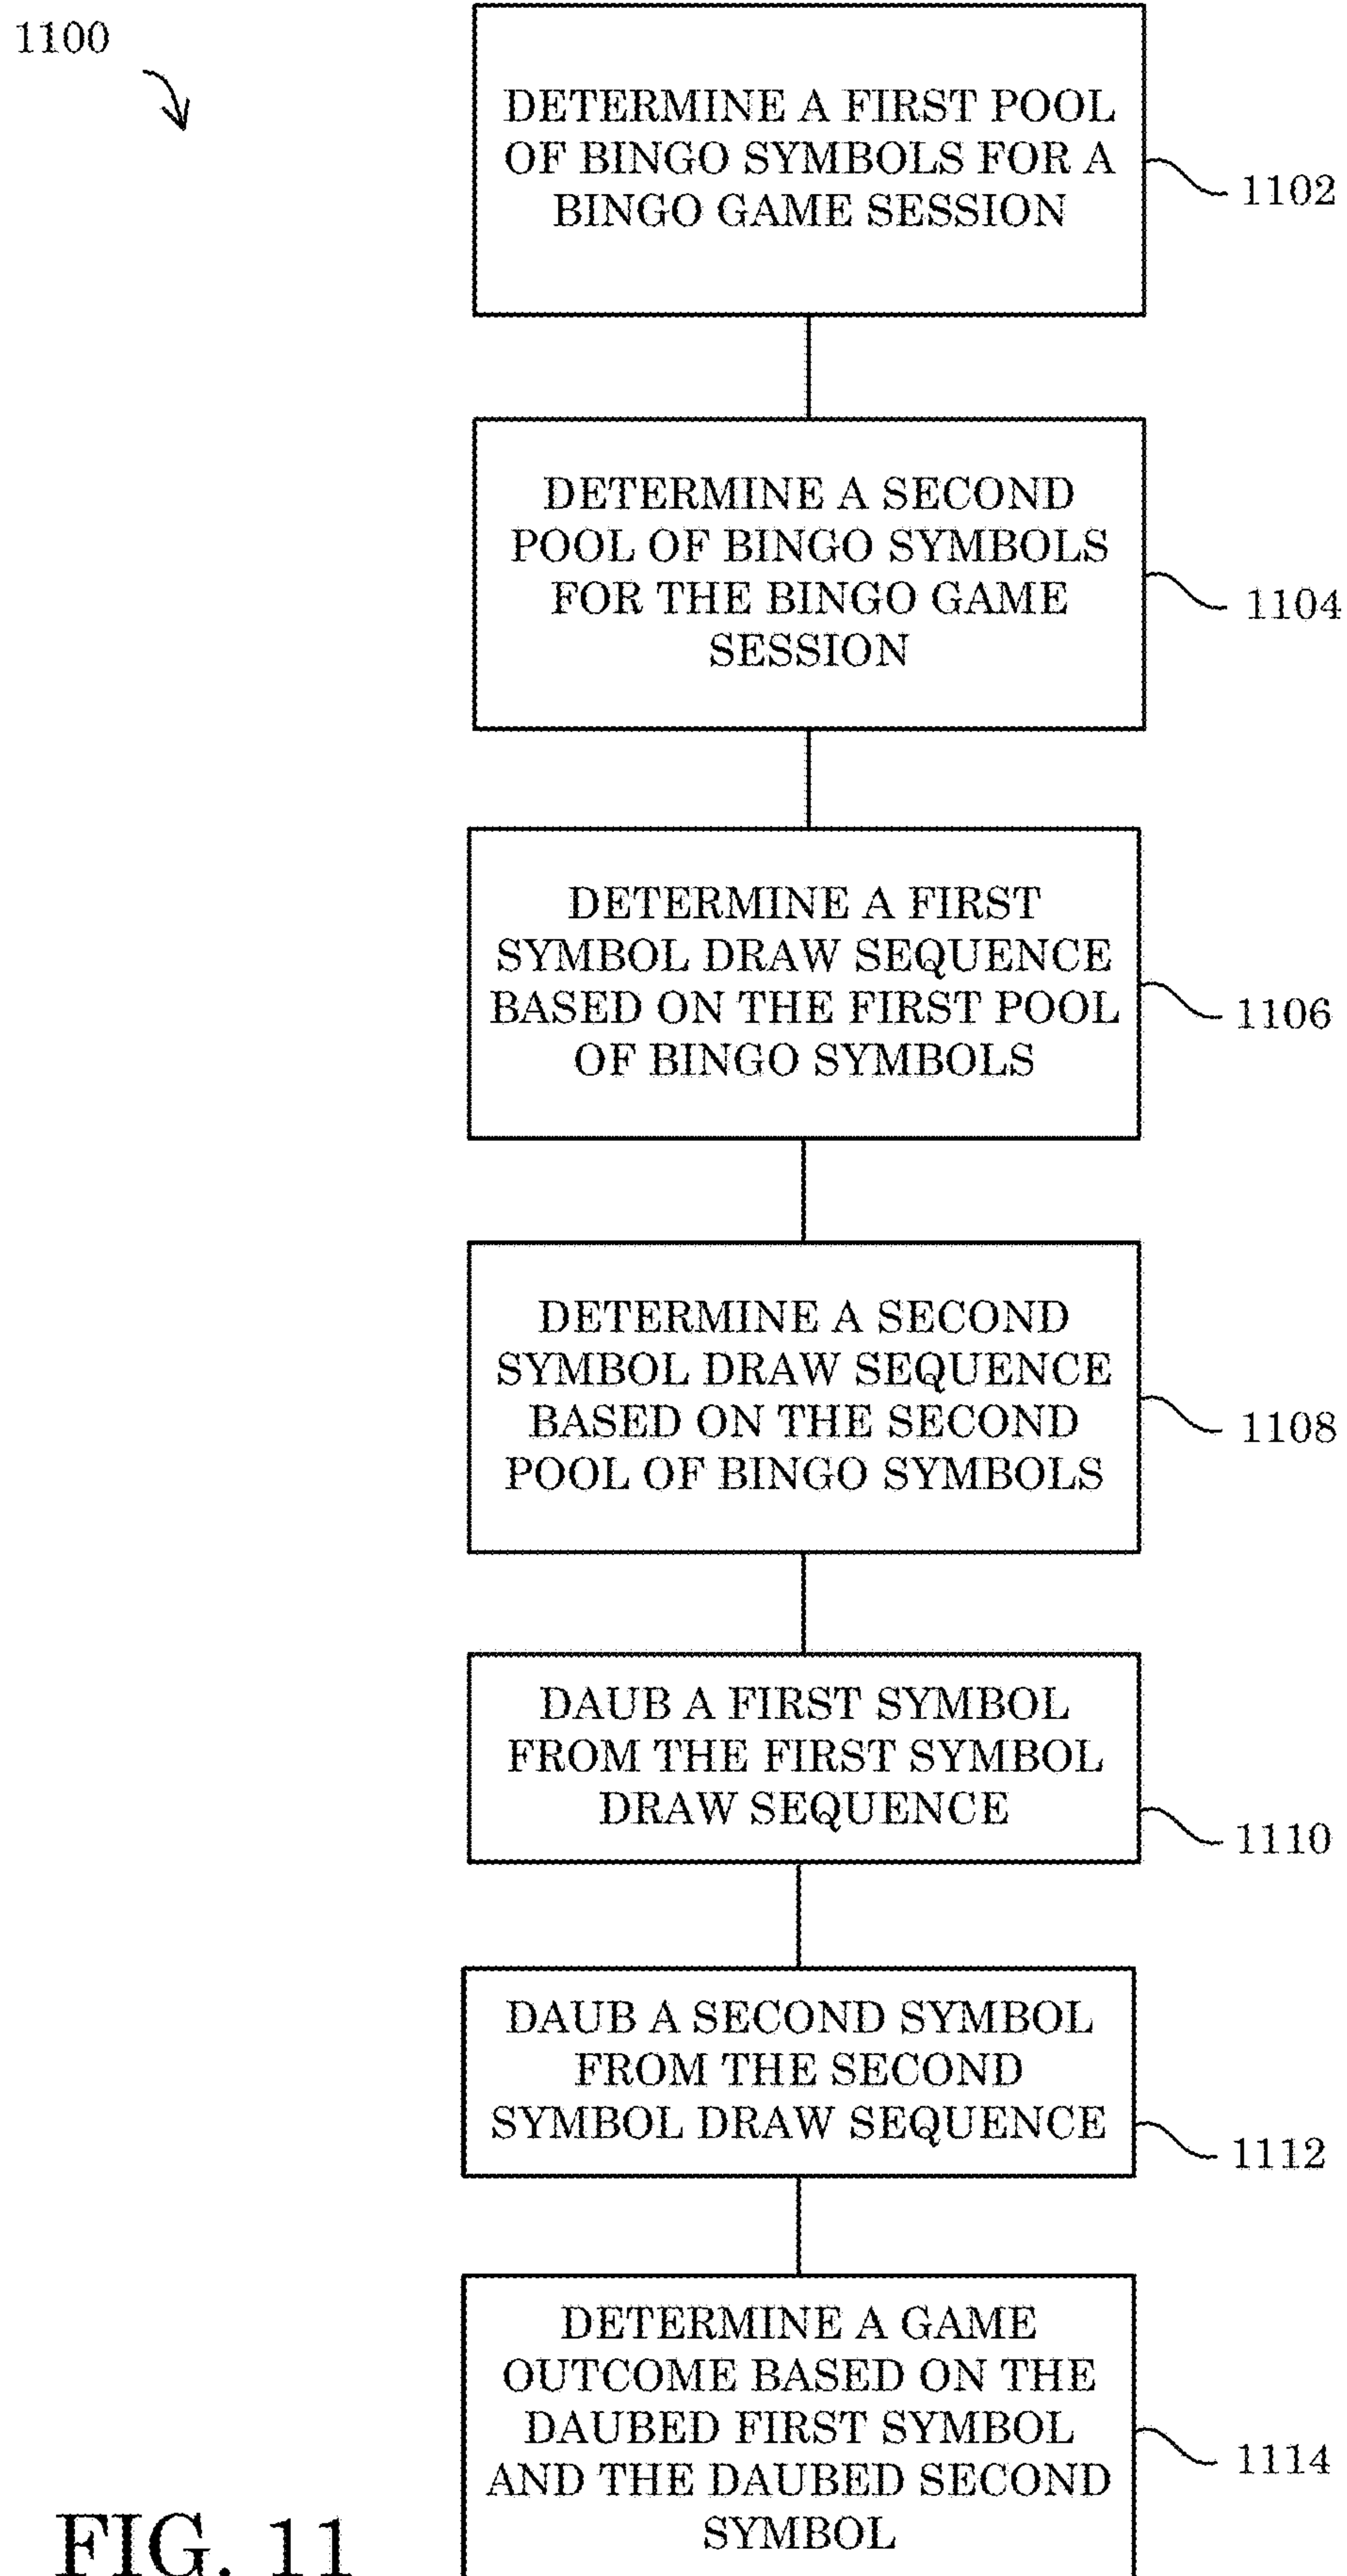 1100
DETERMINE A FIRST POOL
OF BINGO SYMBOLS FOR A
BINGO GAME SESSION
1102
DETERMINE A SECOND
POOL OF BINGO SYMBOLS
FOR THE BINGO GAME
SESSION
1104
DETERMINE A FIRST
SYMBOL DRAW SEQUENCE
BASED ON THE FIRST POOL
OF BINGO SYMBOLS
1106
DETERMINE A SECOND
SYMBOL DRAW SEQUENCE
BASED ON THE SECOND
POOL OF BINGO SYMBOLS
1108
DAUB A FIRST SYMBOL
FROM THE FIRST SYMBOL
DRAW SEQUENCE
1110
DAUB A SECOND SYMBOL
FROM THE SECOND
SYMBOL DRAW SEQUENCE
1112
DETERMINE A GAME
OUTCOME BASED ON THE
DAUBED FIRST SYMBOL
AND THE DAUBED SECOND
SYMBOL
1114
FIG. 11